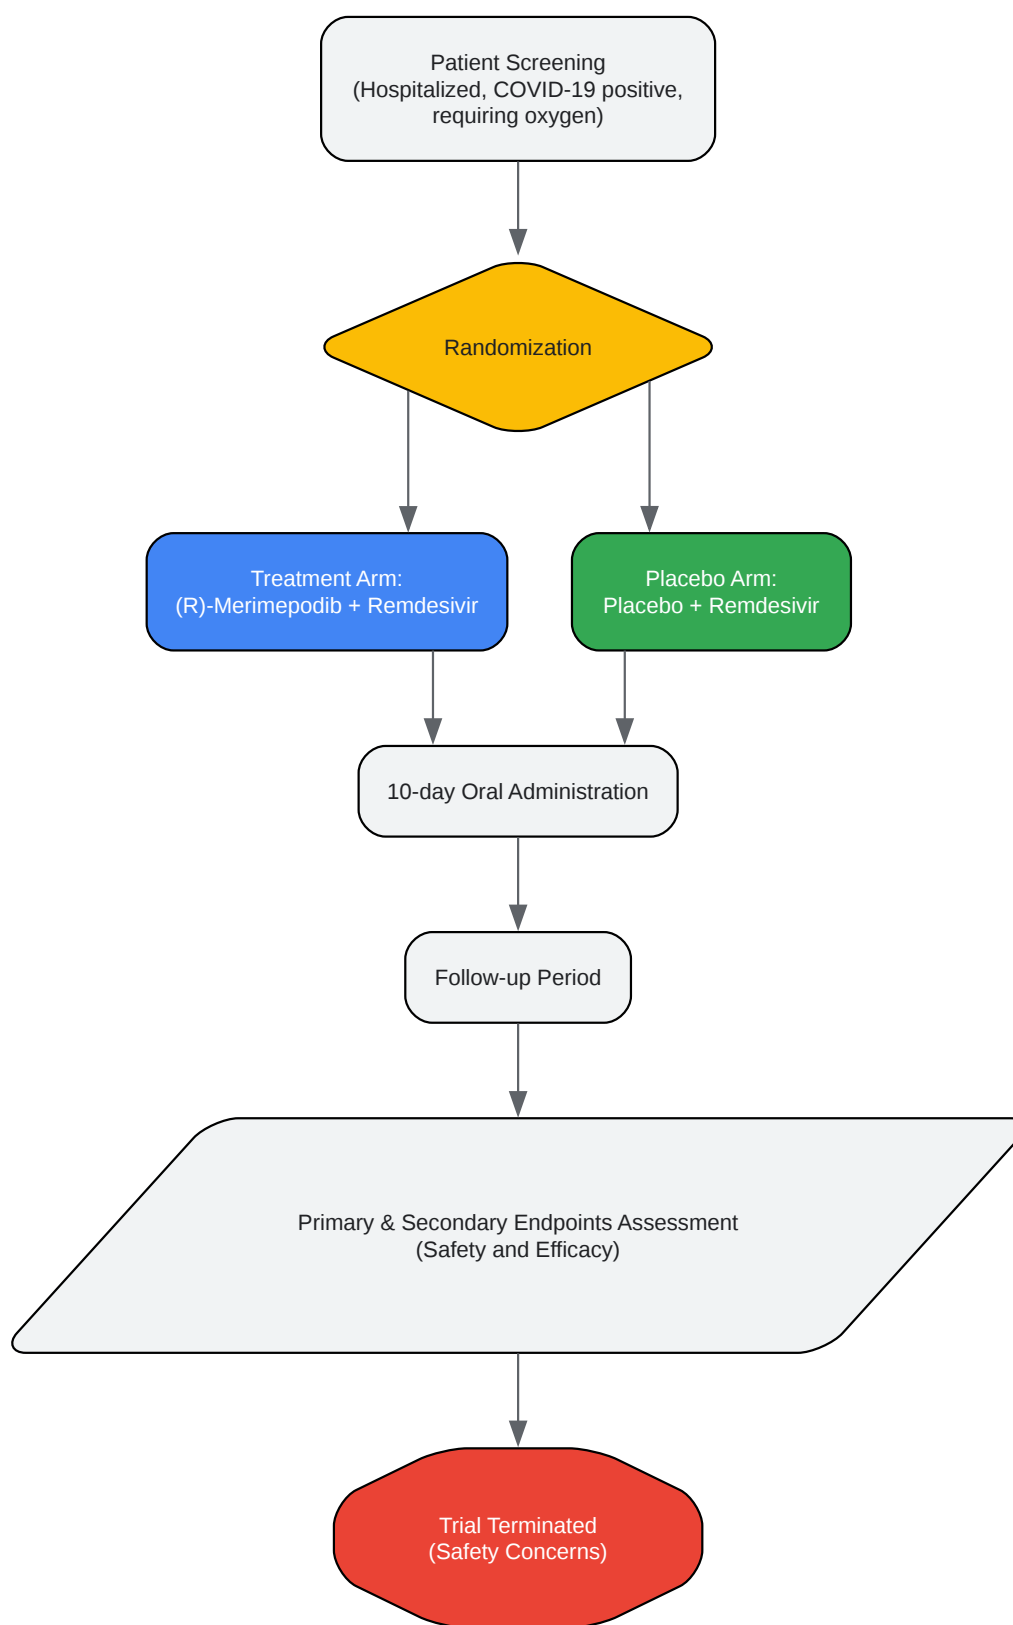 Patient Screening
(Hospitalized, COVID-19 positive,
requiring oxygen)
Randomization
Treatment Arm:
(R)-Merimepodib + Remdesivir
Placebo Arm:
Placebo + Remdesivir
10-day Oral Administration
Follow-up Period
Primary & Secondary Endpoints Assessment
(Safety and Efficacy)
Trial Terminated
(Safety Concerns)